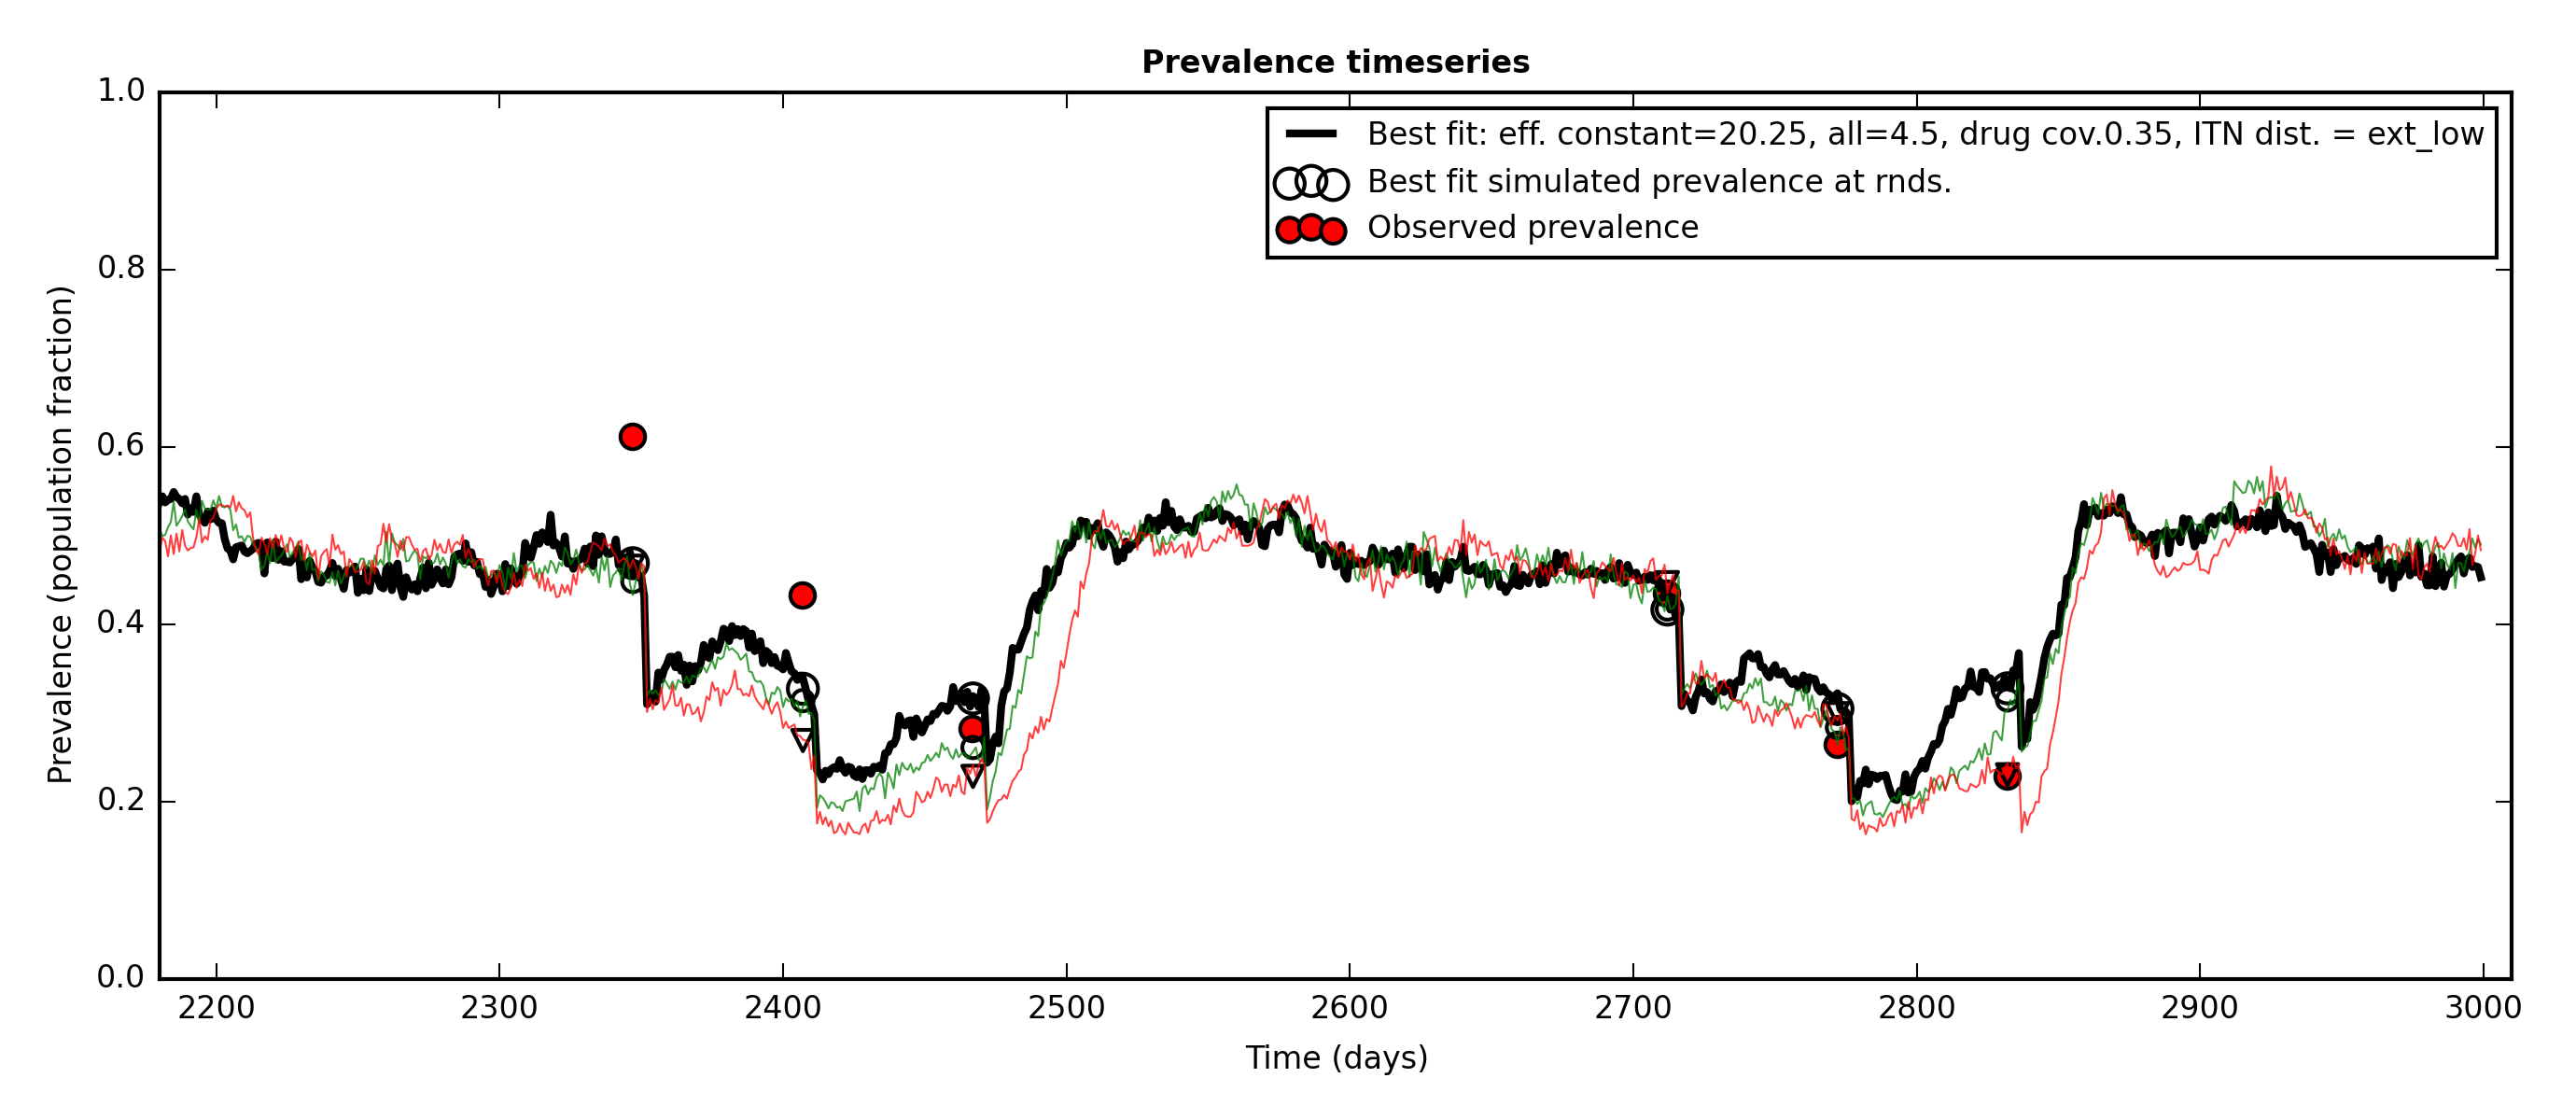 Prevalence timeseries
Prevalence (population fraction)
1.0
0.8
0.6
0.4
0.2
0.0
Best fit: eff. constant=20.25, all=4.5, drug cov.0.35, ITN dist. = ext_low
Best fit simulated prevalence at rnds.
Observed prevalence
2200 2300 2400 2500 2600 2700 2800 2900 3000
Time (days)